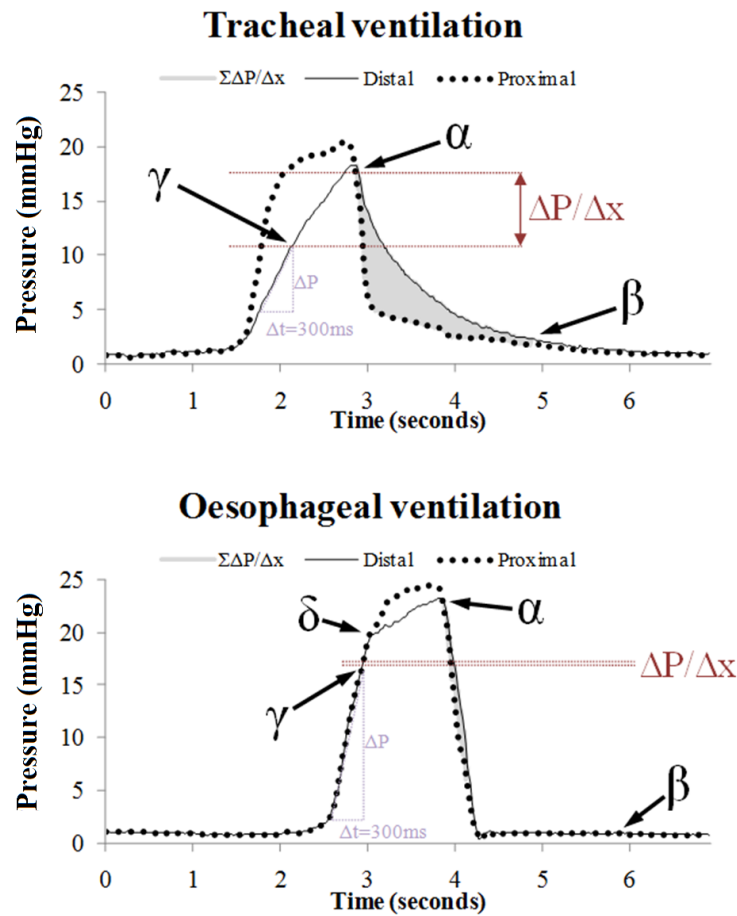 Tracheal ventilation
ΣΔP/Δx Distal Proximal
25
20
15
10
5
0
Pressure (mmHg)
γ
α
β
ΔP/Δx
ΔP
Δt=300ms
0 1 2 3 4 5 6
Time (seconds)
Oesophageal ventilation
ΣΔP/Δx Distal Proximal
25
20
15
10
5
0
Pressure (mmHg)
δ
α
γ
β
ΔP/Δx
ΔP
Δt=300ms
0 1 2 3 4 5 6
Time (seconds)